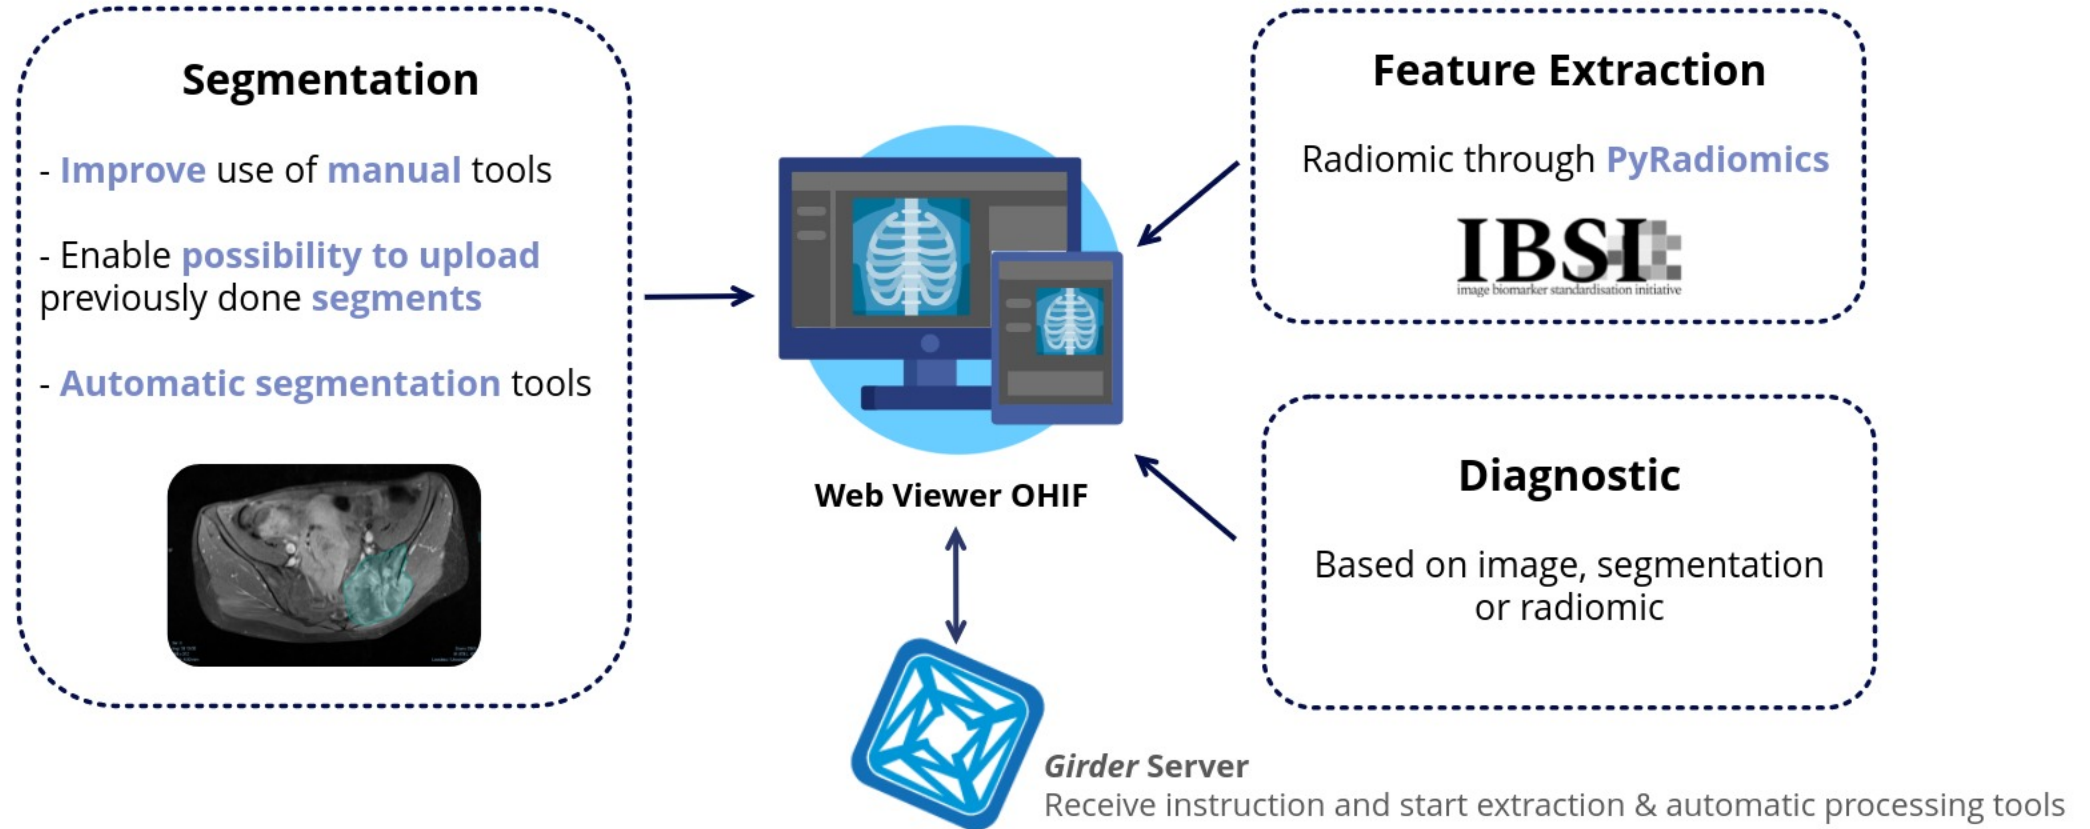 Segmentation
- Improve use of manual tools
- Enable possibility to upload
previously done segments
- Automatic segmentation tools
Feature Extraction
Radiomic through PyRadiomics
IBSI
image biomarker standardisation initiative
Diagnostic
Based on image, segmentation
or radiomic
Web Viewer OHIF
Girder Server
Receive instruction and start extraction & automatic processing tools